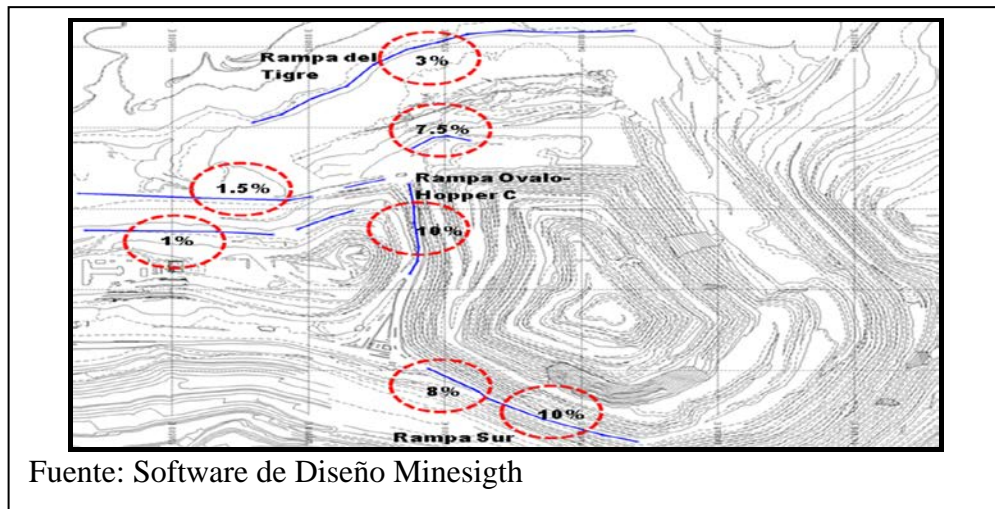 Rampa del
Tigre
3%
7.5%
1.5%
Rampa Ovalo-
Hopper C
10%
1%
8%
10%
Rampa Sur
Fuente: Software de Diseño Minesigth